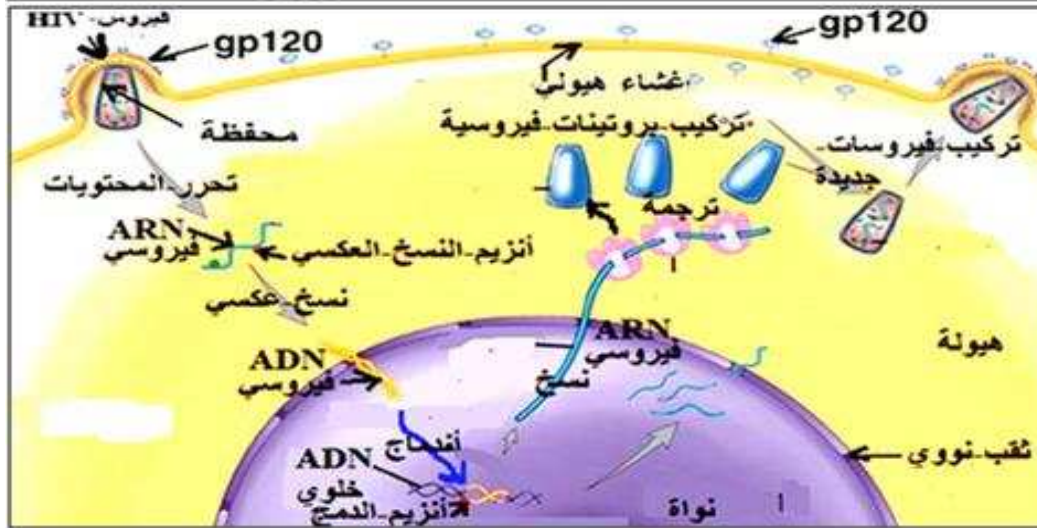 فيروس-HIV
gp120
gp120
غشاء هيولي
محفظة
تركيب-بروتينات-فيروسية
تركيب-فيروسات-
جديدة
تحرر-المحتويات
ترجمة
ARN
فيروسي
أنزيم-النسخ-العكسي
نسخ-عكسي
ARN
فيروسي
هيولة
ADN
فيروسي
نسخ
أندماج
ثقب-نووي
ADN
خلوي
أنزيم-الدمج
نواة